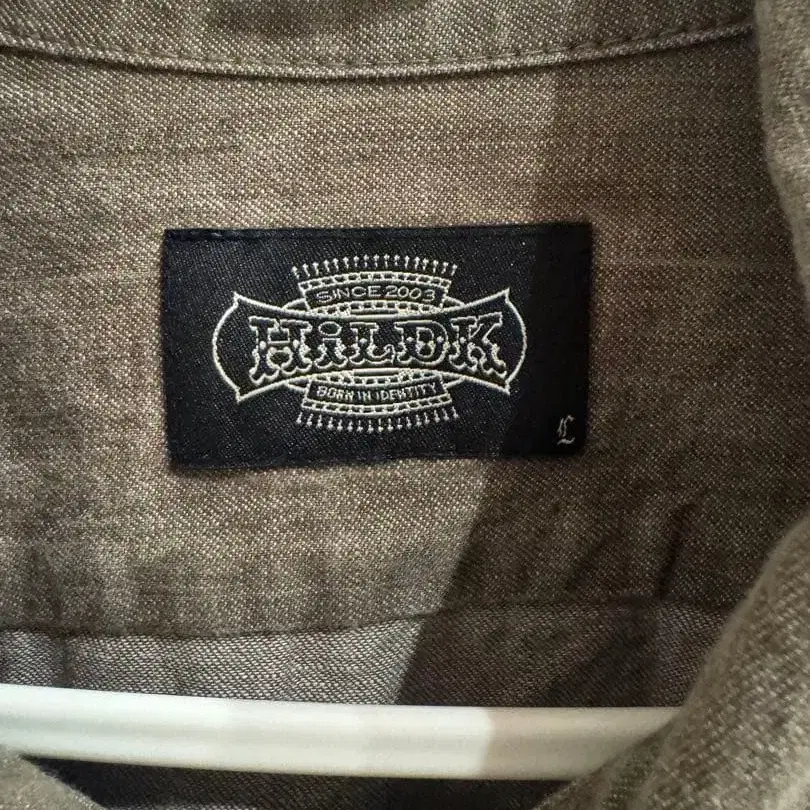 SINCE 2003
HiLDK
BORN IN IDENTITY
L